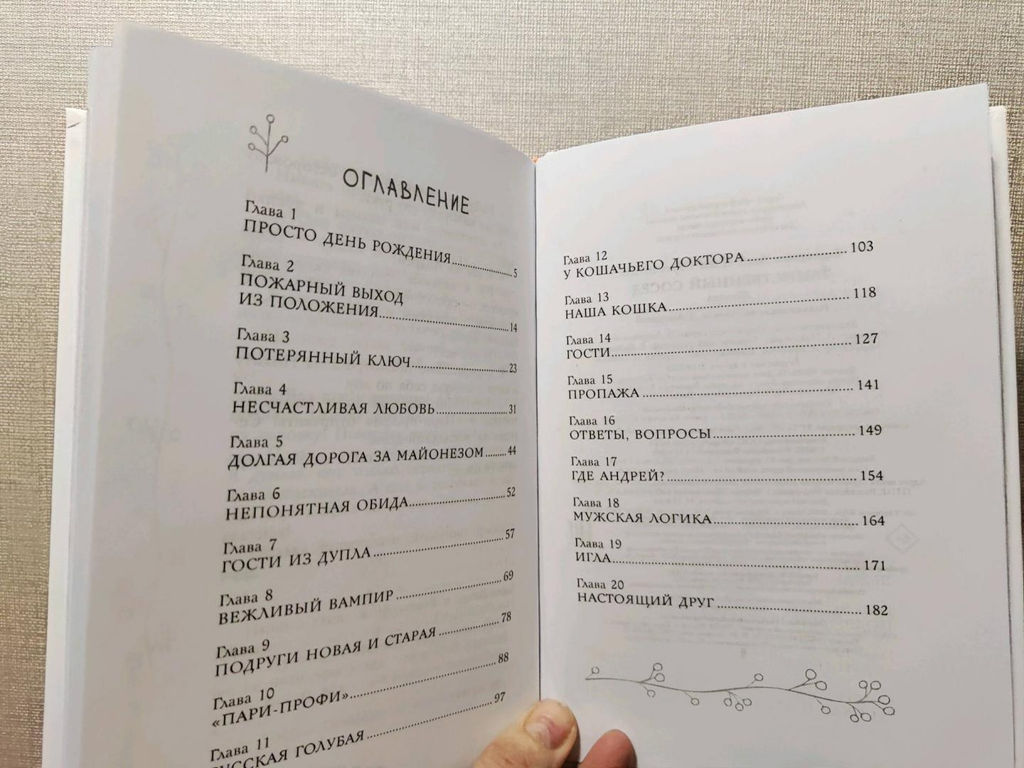 ОГЛАВЛЕНИЕ
Глава 1
ПРОСТО ДЕНЬ РОЖДЕНИЯ 5
Глава 2
ПОЖАРНЫЙ ВЫХОД
ИЗ ПОЛОЖЕНИЯ 14
Глава 3
ПОТЕРЯННЫЙ КЛЮЧ 23
Глава 4
НЕСЧАСТЛИВАЯ ЛЮБОВЬ 31
Глава 5
ДОЛГАЯ ДОРОГА ЗА МАЙОНЕЗОМ 44
Глава 6
НЕПОНЯТНАЯ ОБИДА 52
Глава 7
ГОСТИ ИЗ ДУПЛА 57
Глава 8
ВЕЖЛИВЫЙ ВАМПИР 69
Глава 9
ПОДРУГИ НОВАЯ И СТАРАЯ 78
Глава 10
«ПАРИ-ПРОФИ» 88
Глава 11
РУССКАЯ ГОЛУБАЯ 97
Глава 12
У КОШАЧЬЕГО ДОКТОРА 103
Глава 13
НАША КОШКА 118
Глава 14
ГОСТИ 127
Глава 15
ПРОПАЖА 141
Глава 16
ОТВЕТЫ, ВОПРОСЫ 149
Глава 17
ГДЕ АНДРЕЙ? 154
Глава 18
МУЖСКАЯ ЛОГИКА 164
Глава 19
ИГЛА 171
Глава 20
НАСТОЯЩИЙ ДРУГ 182